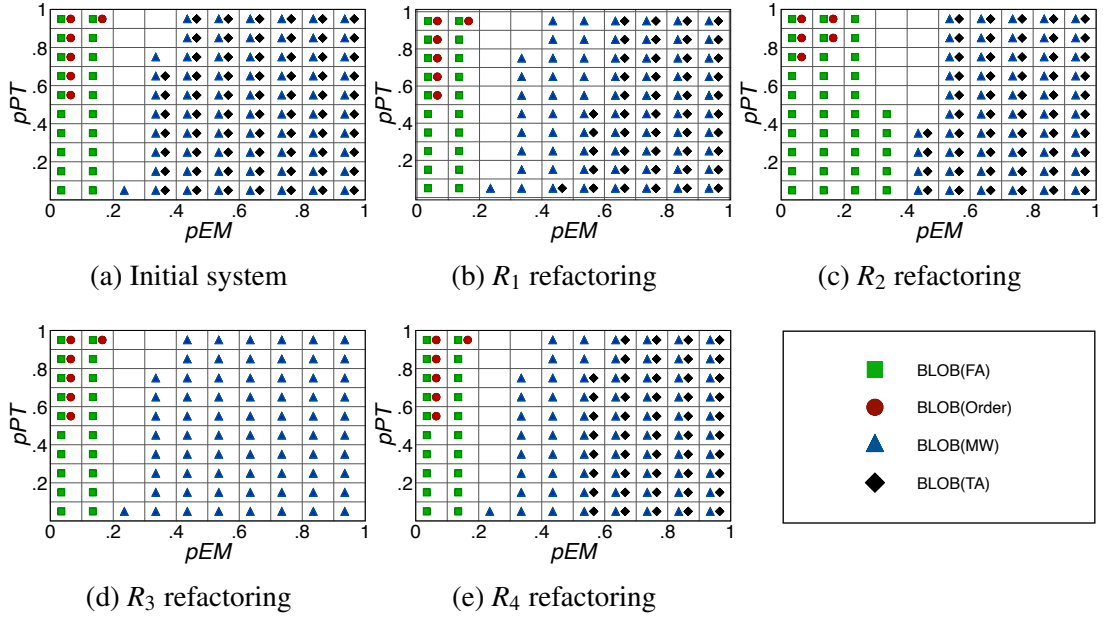 1
.8
.6
.4
.2
pPT
0
.2
.4
.6
.8
1
pEM
(a) Initial system
1
.8
.6
.4
.2
pPT
0
.2
.4
.6
.8
1
pEM
(b) R1 refactoring
1
.8
.6
.4
.2
pPT
0
.2
.4
.6
.8
1
pEM
(c) R2 refactoring
1
.8
.6
.4
.2
pPT
0
.2
.4
.6
.8
1
pEM
(d) R3 refactoring
1
.8
.6
.4
.2
pPT
0
.2
.4
.6
.8
1
pEM
(e) R4 refactoring
BLOB(FA)
BLOB(Order)
BLOB(MW)
BLOB(TA)